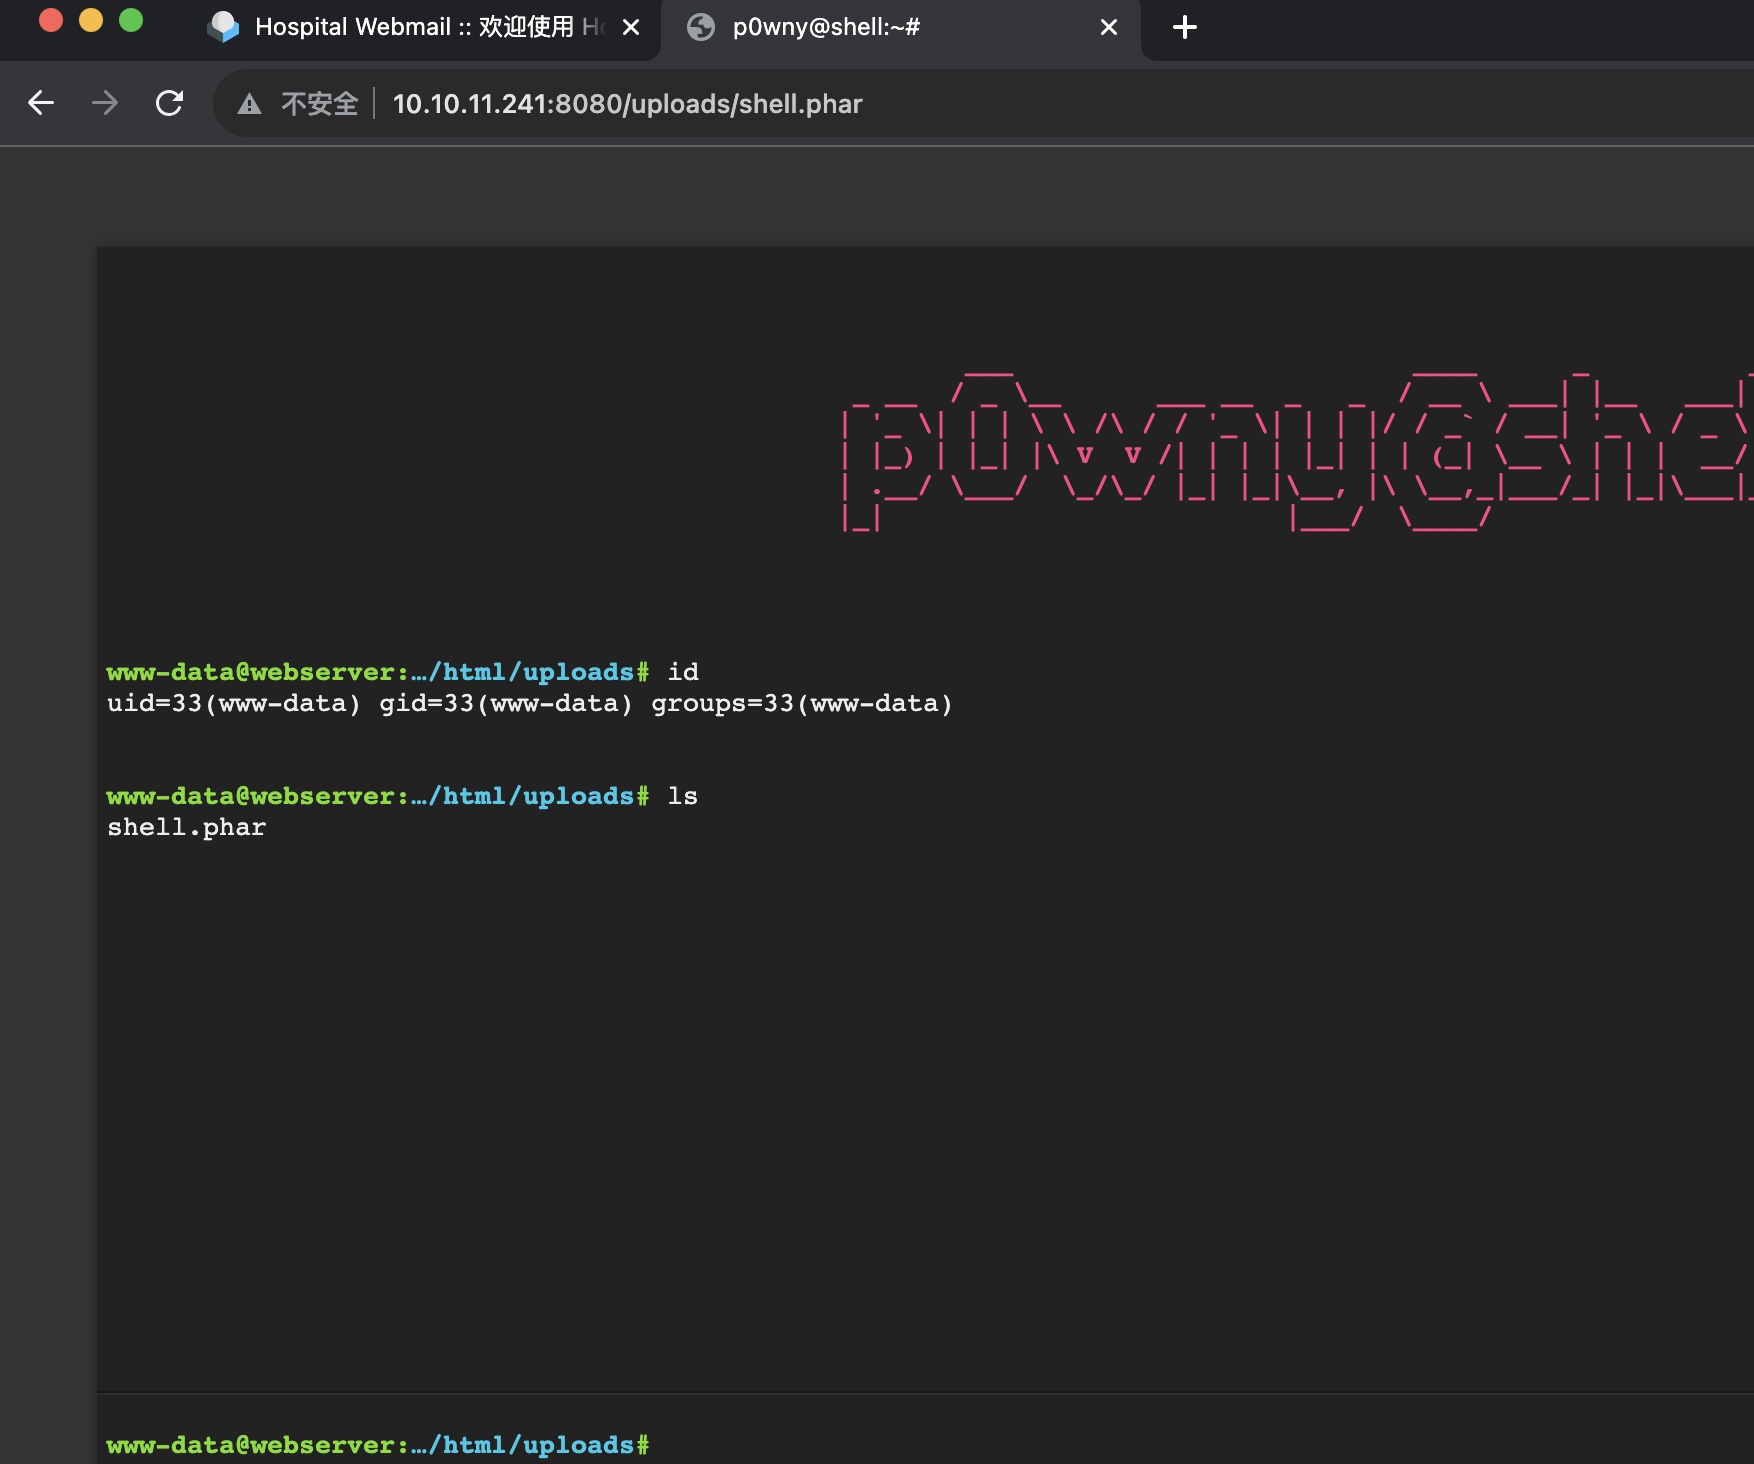 Hospital Webmail :: 欢迎使用 Ho
p0wny@shell:~#
不安全 10.10.11.241:8080/uploads/shell.phar
p0wny@she
www-data@webserver:…/html/uploads# id
uid=33(www-data) gid=33(www-data) groups=33(www-data)
www-data@webserver:…/html/uploads# ls
shell.phar
www-data@webserver:…/html/uploads#